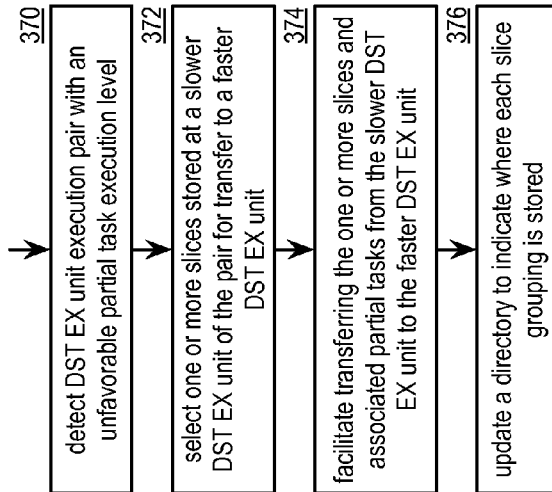 370
detect DST EX unit execution pair with an
unfavorable partial task execution level
372
select one or more slices stored at a slower
DST EX unit of the pair for transfer to a faster
DST EX unit
374
facilitate transferring the one or more slices and
associated partial tasks from the slower DST
EX unit to the faster DST EX unit
376
update a directory to indicate where each slice
grouping is stored